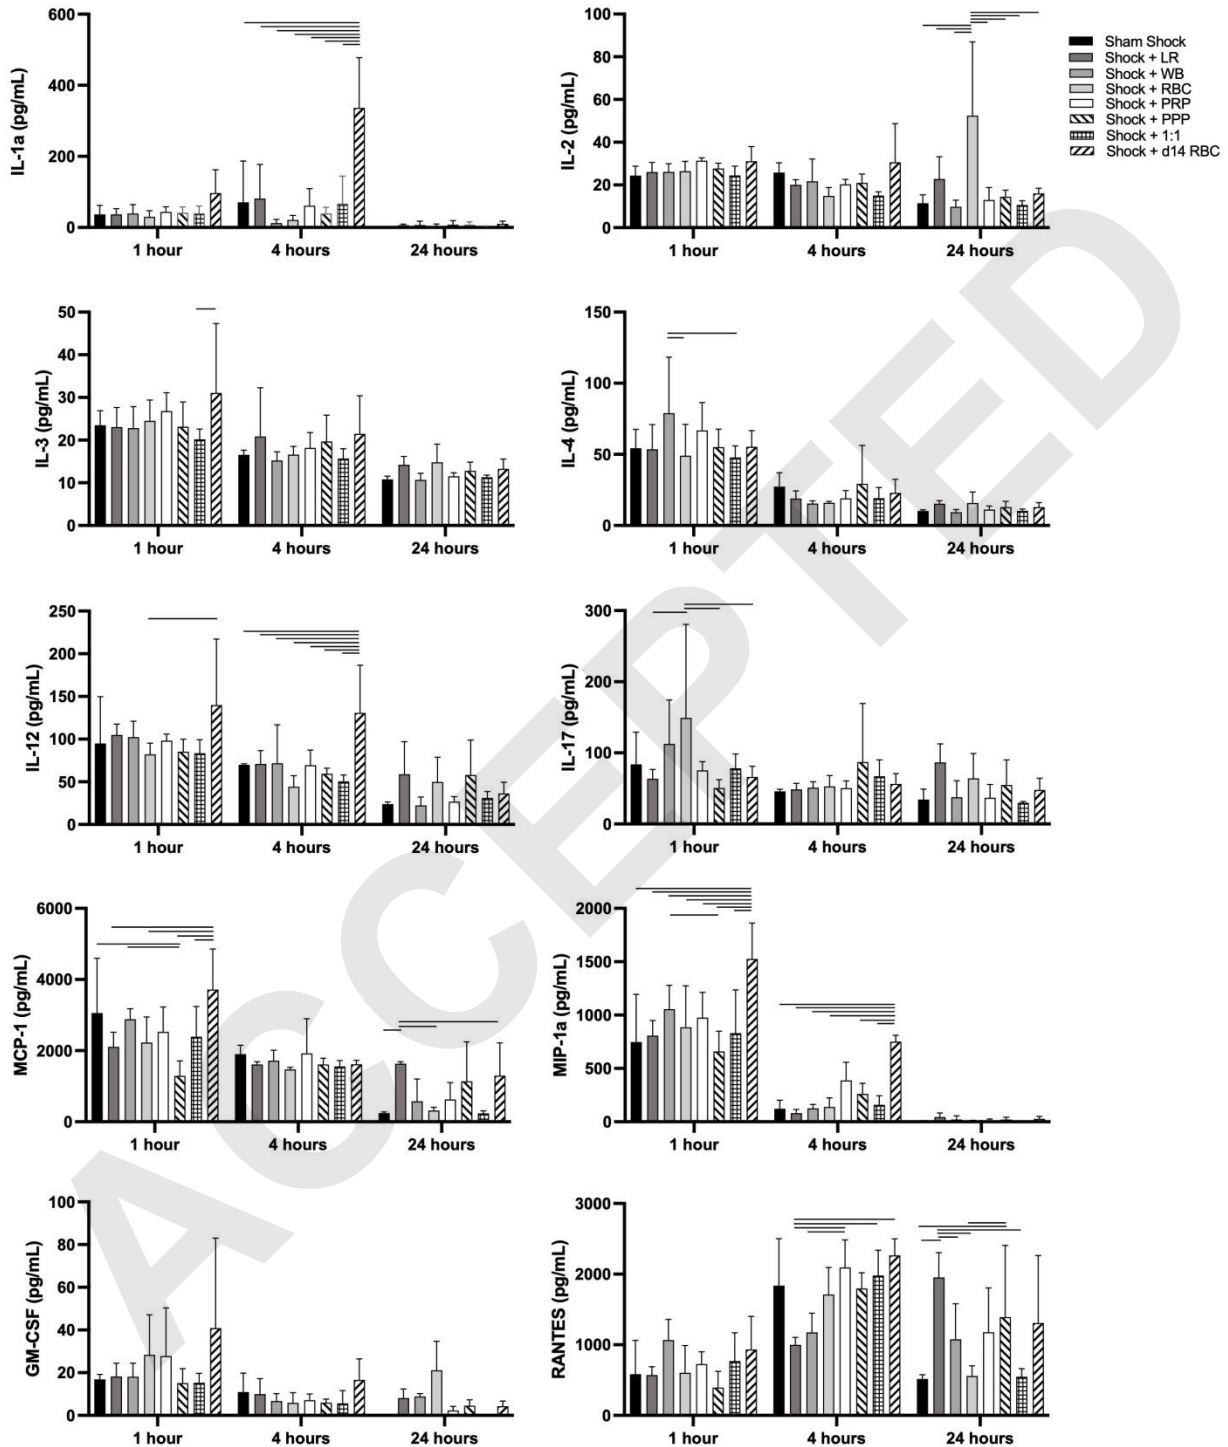 600
400
200
0
IL-1a (pg/mL)
1 hour
4 hours
24 hours
100
80
60
40
20
0
IL-2 (pg/mL)
1 hour
4 hours
24 hours
Sham Shock
Shock + LR
Shock + WB
Shock + RBC
Shock + PRP
Shock + PPP
Shock + 1:1
Shock + d14 RBC
50
40
30
20
10
0
IL-3 (pg/mL)
1 hour
4 hours
24 hours
150
100
50
0
IL-4 (pg/mL)
1 hour
4 hours
24 hours
250
200
150
100
50
0
IL-12 (pg/mL)
1 hour
4 hours
24 hours
300
200
100
0
IL-17 (pg/mL)
1 hour
4 hours
24 hours
6000
4000
2000
0
MCP-1 (pg/mL)
1 hour
4 hours
24 hours
2000
1500
1000
500
0
MIP-1a (pg/mL)
1 hour
4 hours
24 hours
100
80
60
40
20
0
GM-CSF (pg/mL)
1 hour
4 hours
24 hours
3000
2000
1000
0
RANTES (pg/mL)
1 hour
4 hours
24 hours
ACCEPTED